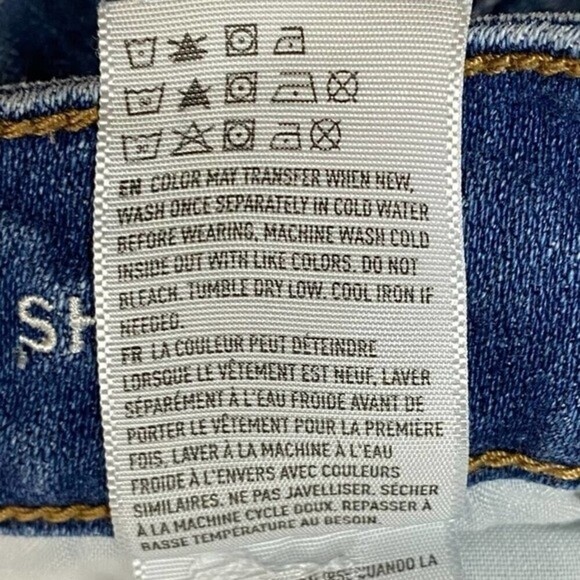 EN COLOR MAY TRANSFER WHEN NEW,
WASH ONCE SEPARATELY IN COLD WATER
BEFORE WEARING, MACHINE WASH COLD
INSIDE OUT WITH LIKE COLORS. DO NOT
BLEACH. TUMBLE DRY LOW. COOL IRON IF
NEEDED.
SH
FR LA COULEUR PEUT DÉTEINDRE
LORSQUE LE VÊTEMENT EST NEUF, LAVER
SÉPARÉMENT À L'EAU FROIDE AVANT DE
PORTER LE VÊTEMENT POUR LA PREMIÈRE
FOIS. LAVER À LA MACHINE À L'EAU
FROIDE À L'ENVERS AVEC COULEURS
SIMILAIRES. NE PAS JAVELLISER. SÉCHER
À LA MACHINE CYCLE DOUX. REPASSER À
BASSE TEMPÉRATURE AU BESOIN.
CUANDO LA